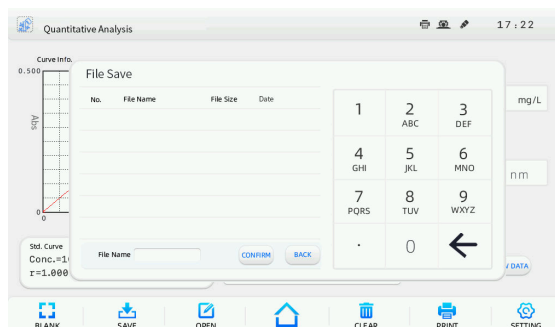 Quantitative Analysis
17:22
Curve Info.
0.500
Abs
0
0
mg/L
nm
File Save
No. File Name File Size Date
1
2
ABC
3
DEF
4
GHI
5
JKL
6
MNO
7
PQRS
8
TUV
9
WXYZ
.
0
File Name
CONFIRM
BACK
Std. Curve
r=1.000
DATA
BLANK
SAVE
OPEN
CLEAR
PRINT
SETTING